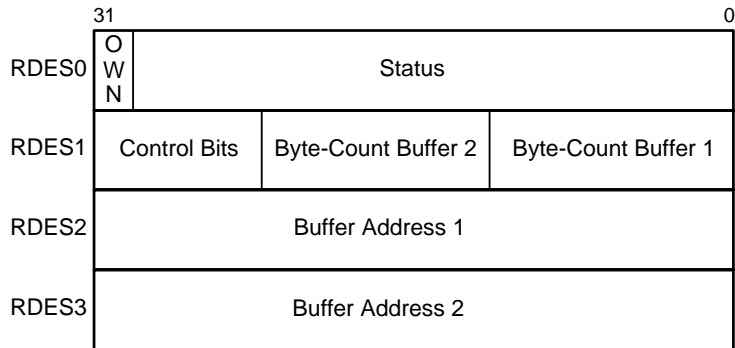 31 0
RDES0 O W N Status
RDES1 Control Bits Byte-Count Buffer 2 Byte-Count Buffer 1
RDES2 Buffer Address 1
RDES3 Buffer Address 2